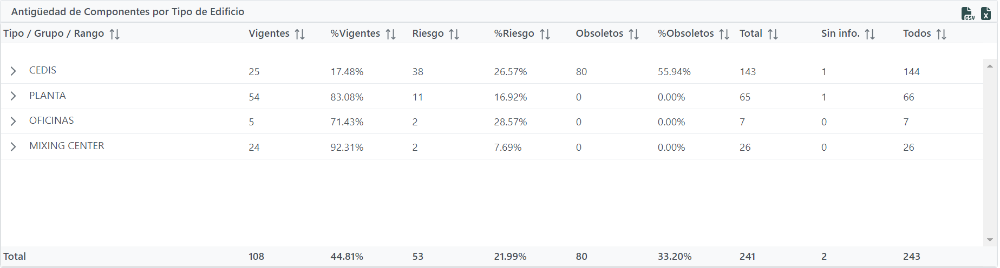 Antigüedad de Componentes por Tipo de Edificio
CSV X
Tipo / Grupo / Rango Vigentes %Vigentes Riesgo %Riesgo Obsoletos %Obsoletos Total Sin info. Todos
CEDIS 25 17.48% 38 26.57% 80 55.94% 143 1 144
PLANTA 54 83.08% 11 16.92% 0 0.00% 65 1 66
OFICINAS 5 71.43% 2 28.57% 0 0.00% 7 0 7
MIXING CENTER 24 92.31% 2 7.69% 0 0.00% 26 0 26
Total 108 44.81% 53 21.99% 80 33.20% 241 2 243